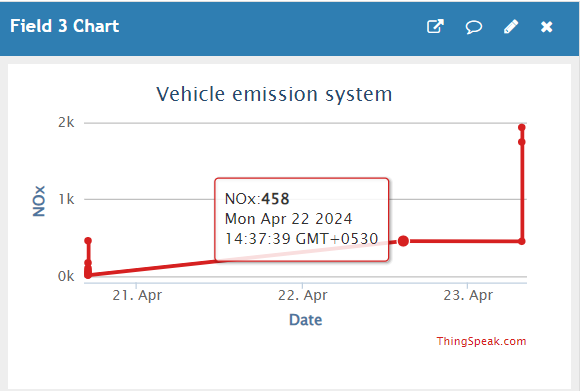 Field 3 Chart
Vehicle emission system
2k
1k
0k
NOx
NOx:458
Mon Apr 22 2024
14:37:39 GMT+0530
21. Apr
22. Apr
23. Apr
Date
ThingSpeak.com